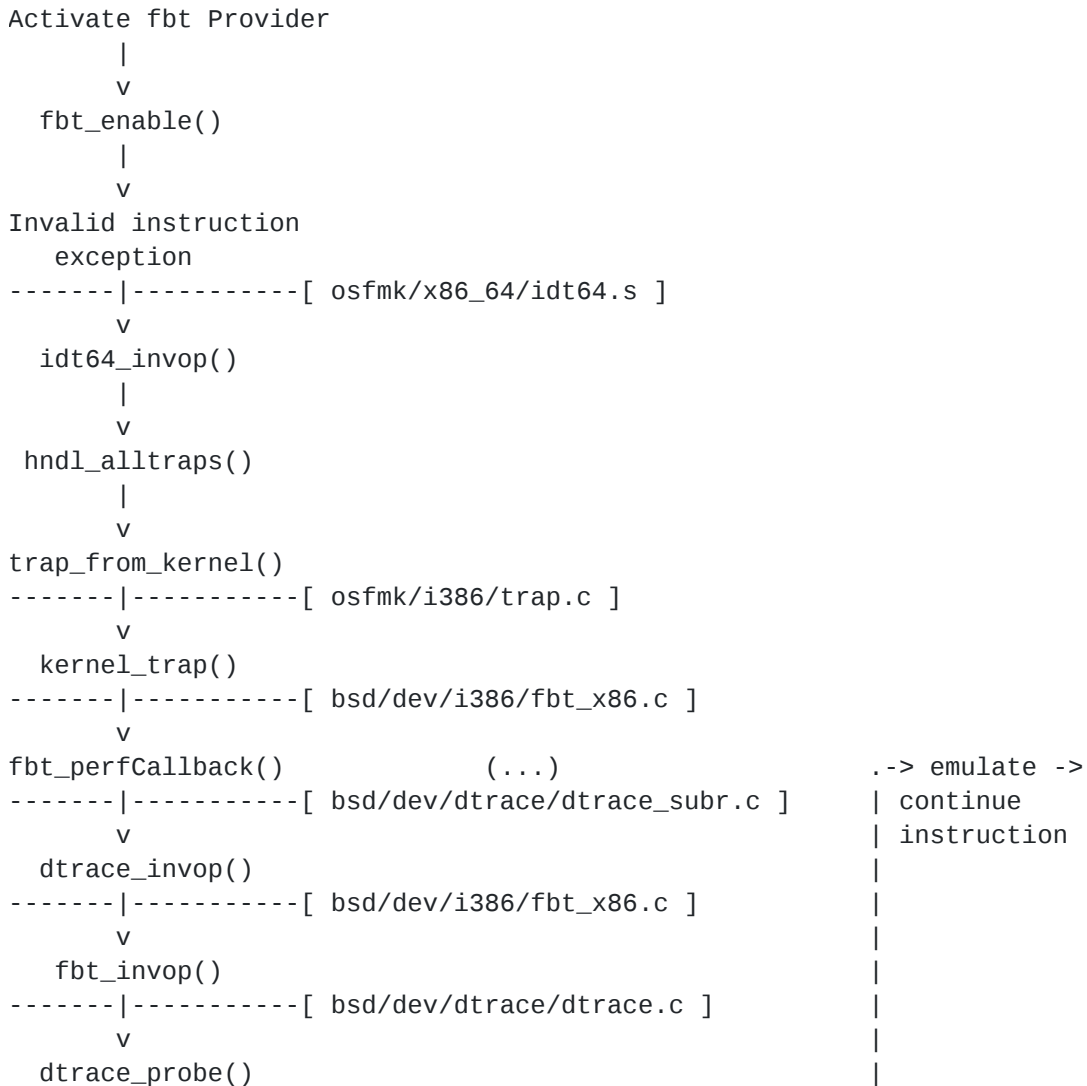 Activate fbt Provider
       |
       v
  fbt_enable()
       |
       v
Invalid instruction
   exception
-------|-----------[ osfmk/x86_64/idt64.s ]
       v
  idt64_invop()
       |
       v
 hndl_alltraps()
       |
       v
trap_from_kernel()
-------|-----------[ osfmk/i386/trap.c ]
       v
  kernel_trap()
-------|-----------[ bsd/dev/i386/fbt_x86.c ]
       v
fbt_perfCallback()            (...)                   .-> emulate ->
-------|-----------[ bsd/dev/dtrace/dtrace_subr.c ]     | continue
       v                                              | instruction
  dtrace_invop()                                      |
-------|-----------[ bsd/dev/i386/fbt_x86.c ]         |
       v                                              |
   fbt_invop()                                        |
-------|-----------[ bsd/dev/dtrace/dtrace.c ]        |
       v                                              |
  dtrace_probe()                                      |